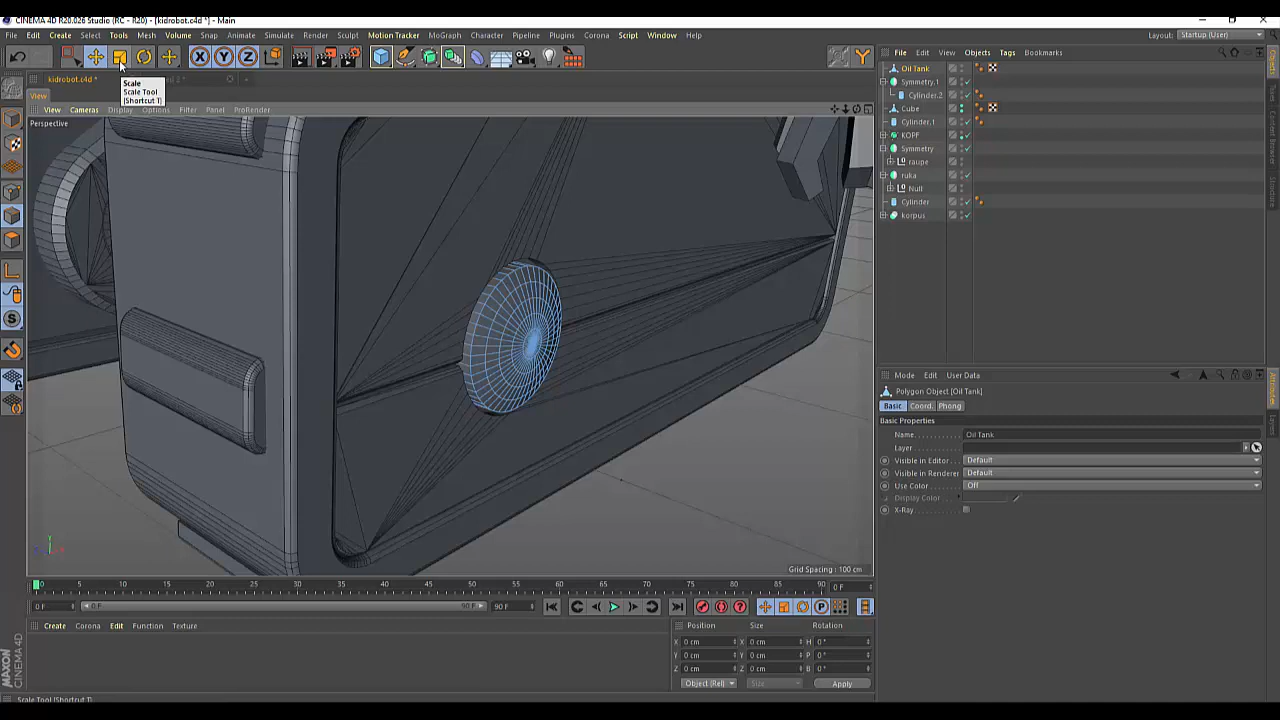 CINEMA 4D R20.026 Studio (RC - R20) - [kidrobot.c4d *] - Main
File Edit Create Select Tools Mesh Volume Snap Animate Simulate Render Sculpt Motion Tracker MoGraph Character Pipeline Plugins Corona Script Window Help
Layout: Startup (User)
X Y Z
File Edit View Objects Tags Bookmarks
kidrobot.c4d *
Scale
Scale Tool
[Shortcut T]
View
View Cameras Display Options Filter Panel ProRender
Perspective
Oil Tank
Symmetry.1
Cylinder.2
Cube
Cylinder.1
KOPF
Symmetry
raupe
ruka
Null
Cylinder
korpus
Mode Edit User Data
Polygon Object [Oil Tank]
Basic Coord. Phong
Basic Properties
Name Oil Tank
Layer
Visible in Editor Default
Visible in Renderer Default
Use Color Off
Display Color
X-Ray
Grid Spacing : 100 cm
0 5 10 15 20 25 30 35 40 45 50 55 60 65 70 75 80 85 90 0 F
0 F 0 F 90 F 90 F
Create Corona Edit Function Texture
Position Size Rotation
X 0 cm X 0 cm H 0 °
Y 0 cm Y 0 cm P 0 °
Z 0 cm Z 0 cm B 0 °
Object (Rel) Size Apply
MAXON CINEMA 4D
Scale Tool [Shortcut T]